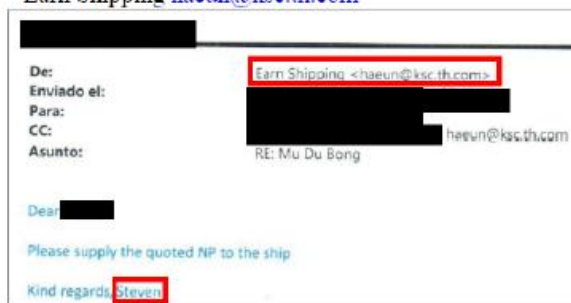 De: Earn Shipping <haeun@ksc.th.com>
Enviado el:
Para:
CC: haeun@ksc.th.com
Asunto: RE: Mu Du Bong
Dear
Please supply the quoted NP to the ship
Kind regards, Steven